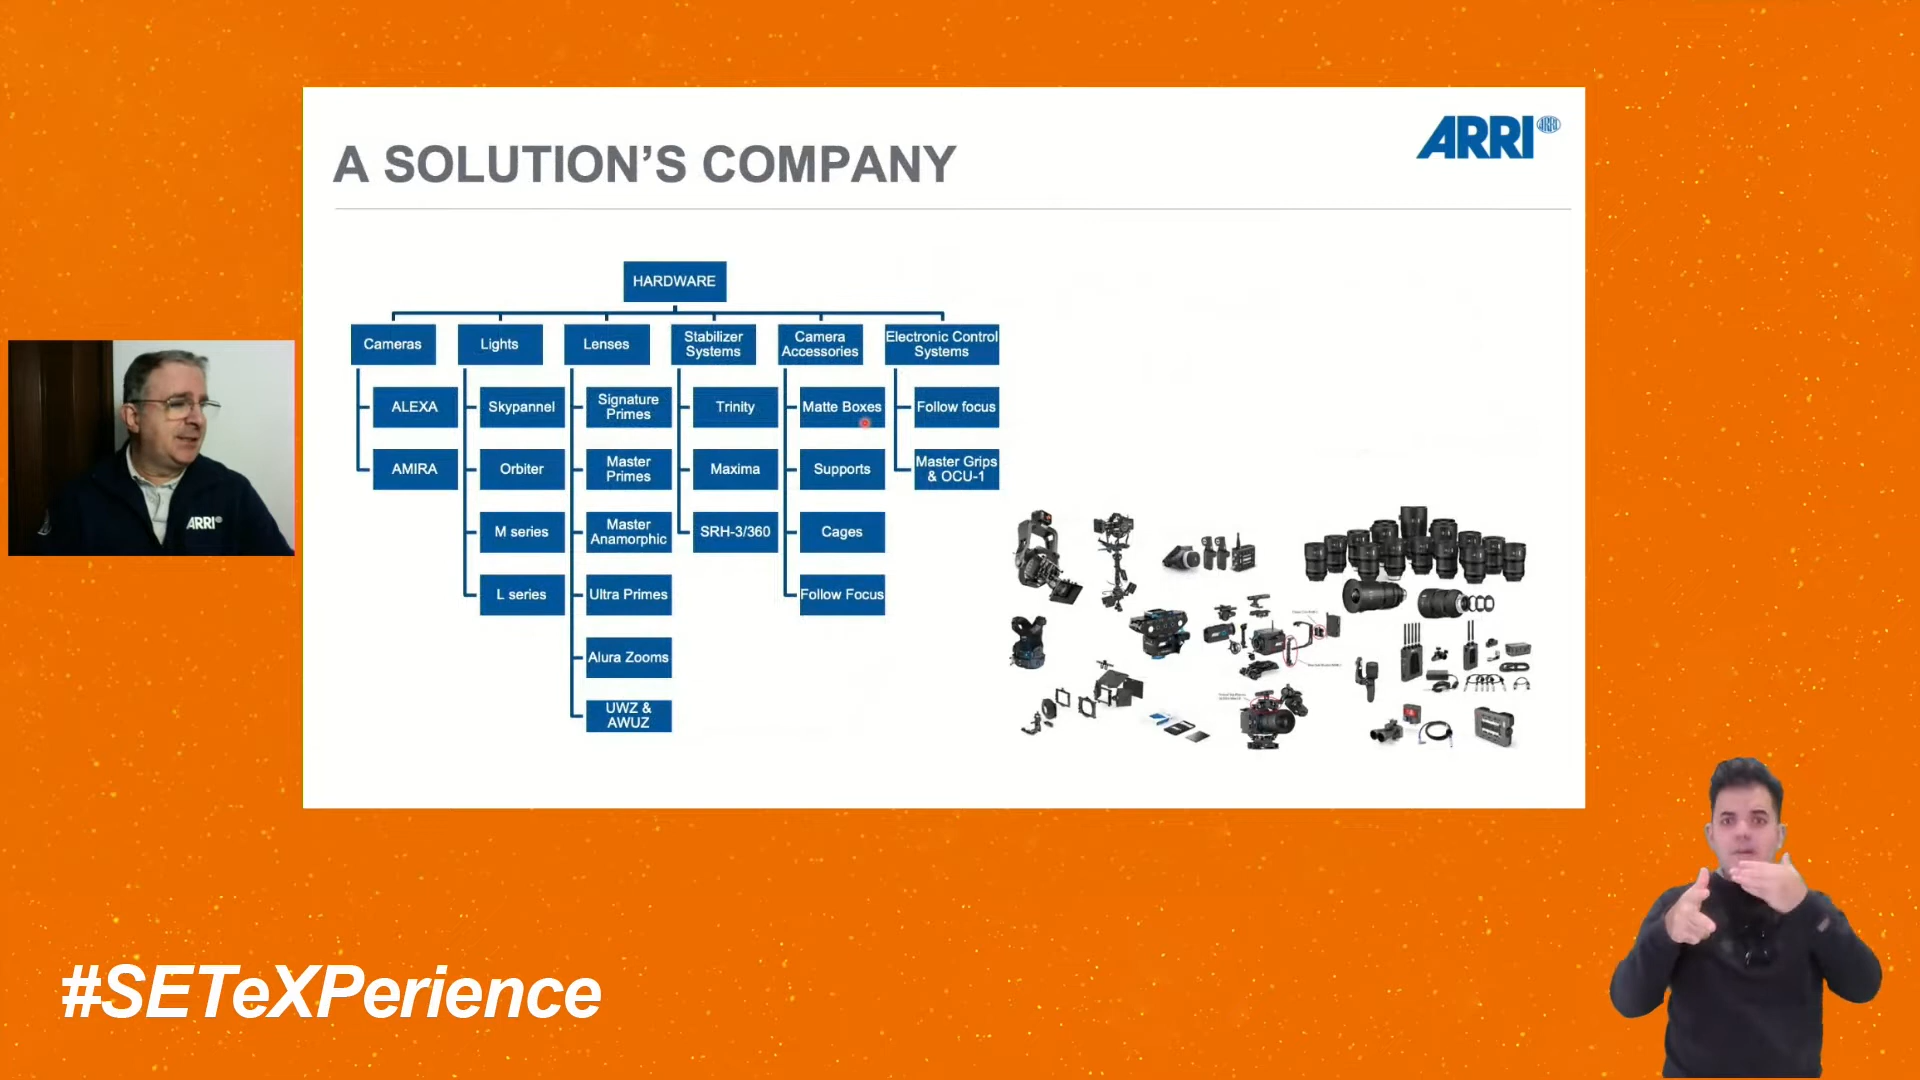 A SOLUTION’S COMPANY
ARRI
ARRI
HARDWARE
Cameras
Lights
Lenses
Stabilizer
Systems
Camera
Accessories
Electronic Control
Systems
ALEXA
Skypannel
Signature
Primes
Trinity
Matte Boxes
Follow focus
AMIRA
Orbiter
Master
Primes
Maxima
Supports
Master Grips
& OCU-1
M series
Master
Anamorphic
SRH-3/360
Cages
L series
Ultra Primes
Follow Focus
Alura Zooms
UWZ &
AWUZ
ARRI
#SETeXPerience